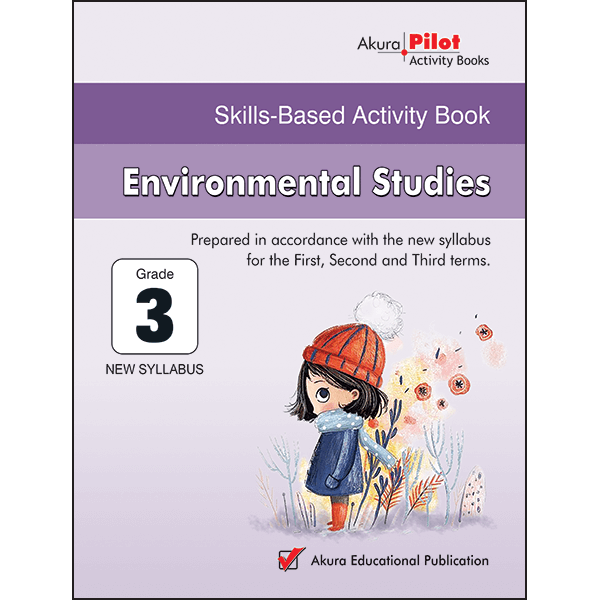 Akura Pilot
Activity Books
Skills-Based Activity Book
Environmental Studies
Prepared in accordance with the new syllabus
for the First, Second and Third terms.
Grade
3
NEW SYLLABUS
Akura Educational Publication